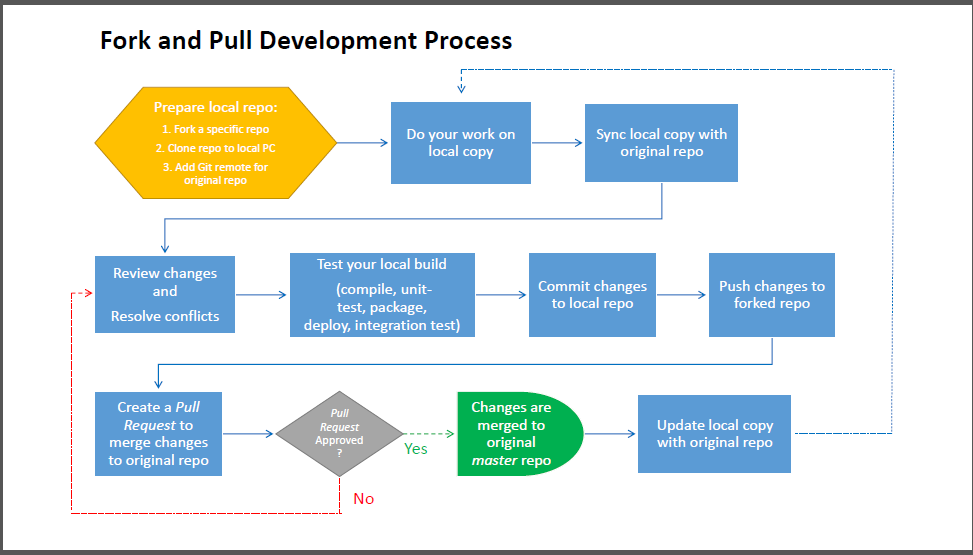 Fork and Pull Development Process
Prepare local repo:
1. Fork a specific repo
2. Clone repo to local PC
3. Add Git remote for
original repo
Do your work on
local copy
Sync local copy with
original repo
Review changes
and
Resolve conflicts
Test your local build
(compile, unit-
test, package,
deploy, integration test)
Commit changes
to local repo
Push changes to
forked repo
Create a Pull
Request to
merge changes
to original repo
Pull
Request
Approved
?
Yes
No
Changes are
merged to
original
master repo
Update local copy
with original repo